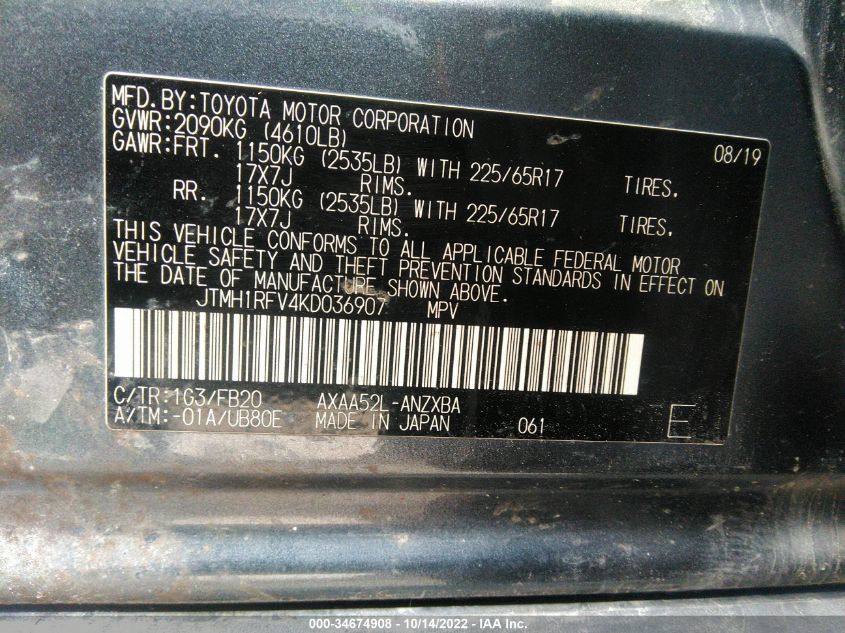 MFD.BY:TOYOTA MOTOR CORPORATION 08/19
GVWR:2090KG (4610LB)
GAWR:FRT. 1150KG (2535LB) WITH 225/65R17 TIRES.
17X7J RIMS.
RR. 1150KG (2535LB) WITH 225/65R17 TIRES.
17X7J RIMS.
THIS VEHICLE CONFORMS TO ALL APPLICABLE FEDERAL MOTOR
VEHICLE SAFETY AND THEFT PREVENTION STANDARDS IN EFFECT ON
THE DATE OF MANUFACTURE SHOWN ABOVE.
JTMH1RFV4KD036907 MPV
C/TR:1G3/FB20 AXAA52L-ANZXBA
A/TM:-01A/UB80E MADE IN JAPAN 061 E
000-34674908 - 10/14/2022 - IAA Inc.